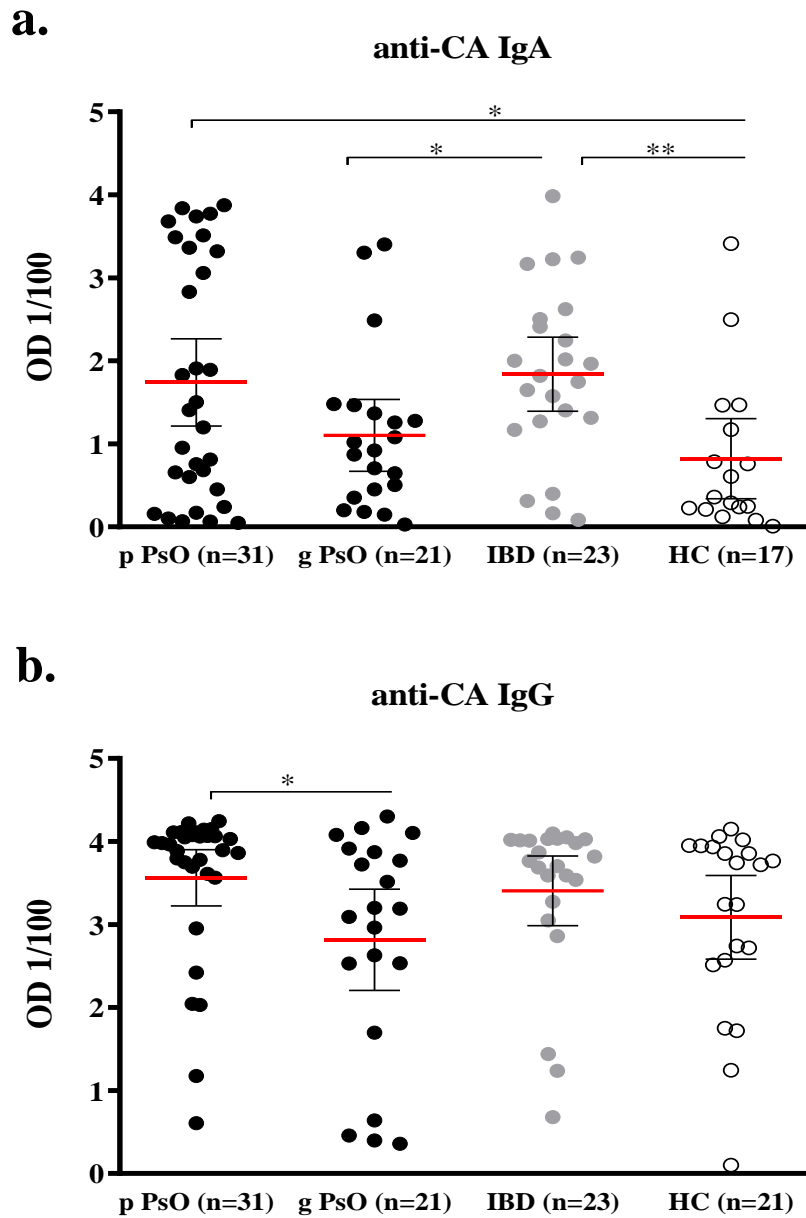 a.
anti-CA IgA
*
*
**
OD 1/100
5
4
3
2
1
0
p PsO (n=31)
g PsO (n=21)
IBD (n=23)
HC (n=17)
b.
anti-CA IgG
*
OD 1/100
5
4
3
2
1
0
p PsO (n=31)
g PsO (n=21)
IBD (n=23)
HC (n=21)